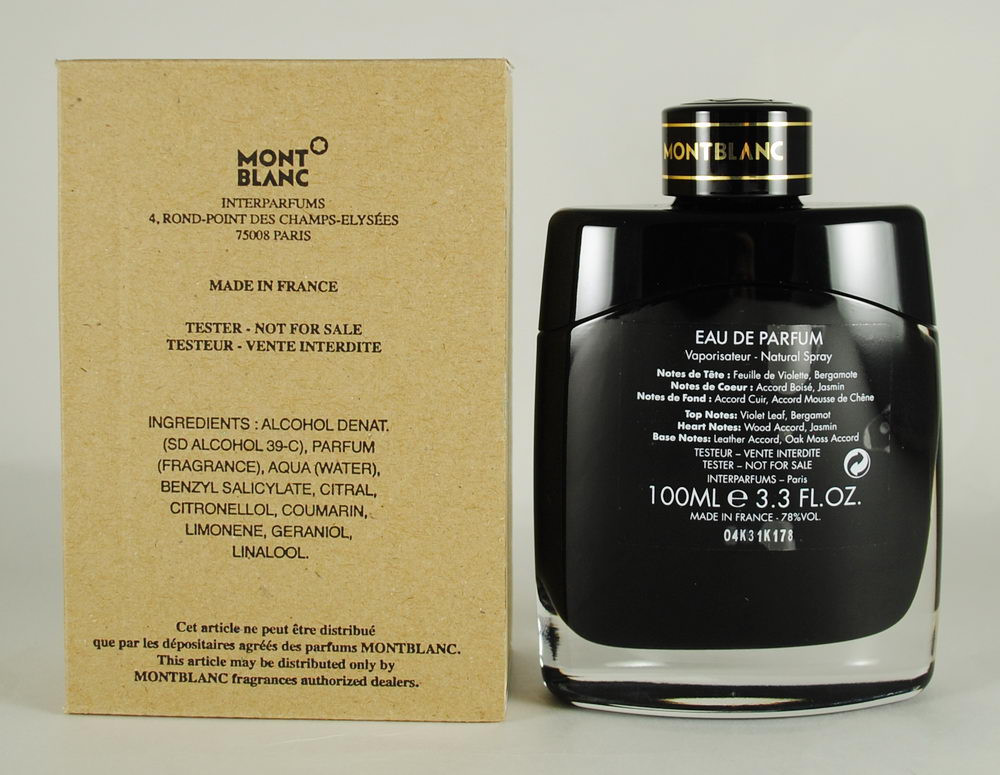 MONT
BLANC
INTERPARFUMS
4, ROND-POINT DES CHAMPS-ELYSÉES
75008 PARIS
MADE IN FRANCE
TESTER - NOT FOR SALE
TESTEUR - VENTE INTERDITE
INGREDIENTS : ALCOHOL DENAT.
(SD ALCOHOL 39-C), PARFUM
(FRAGRANCE), AQUA (WATER),
BENZYL SALICYLATE, CITRAL,
CITRONELLOL, COUMARIN,
LIMONENE, GERANIOL,
LINALOOL.
Cet article ne peut être distribué
que par les dépositaires agréés des parfums MONTBLANC.
This article may be distributed only by
MONTBLANC fragrances authorized dealers.
MONTBLANC
EAU DE PARFUM
Vaporisateur - Natural Spray
Notes de Tête : Feuille de Violette, Bergamote
Notes de Coeur : Accord Boisé, Jasmin
Notes de Fond : Accord Cuir, Accord Mousse de Chêne
Top Notes: Violet Leaf, Bergamot
Heart Notes: Wood Accord, Jasmin
Base Notes: Leather Accord, Oak Moss Accord
TESTEUR – VENTE INTERDITE
TESTER – NOT FOR SALE
INTERPARFUMS – Paris
100ML e 3.3 FL.OZ.
MADE IN FRANCE - 78%VOL.
04K31K178